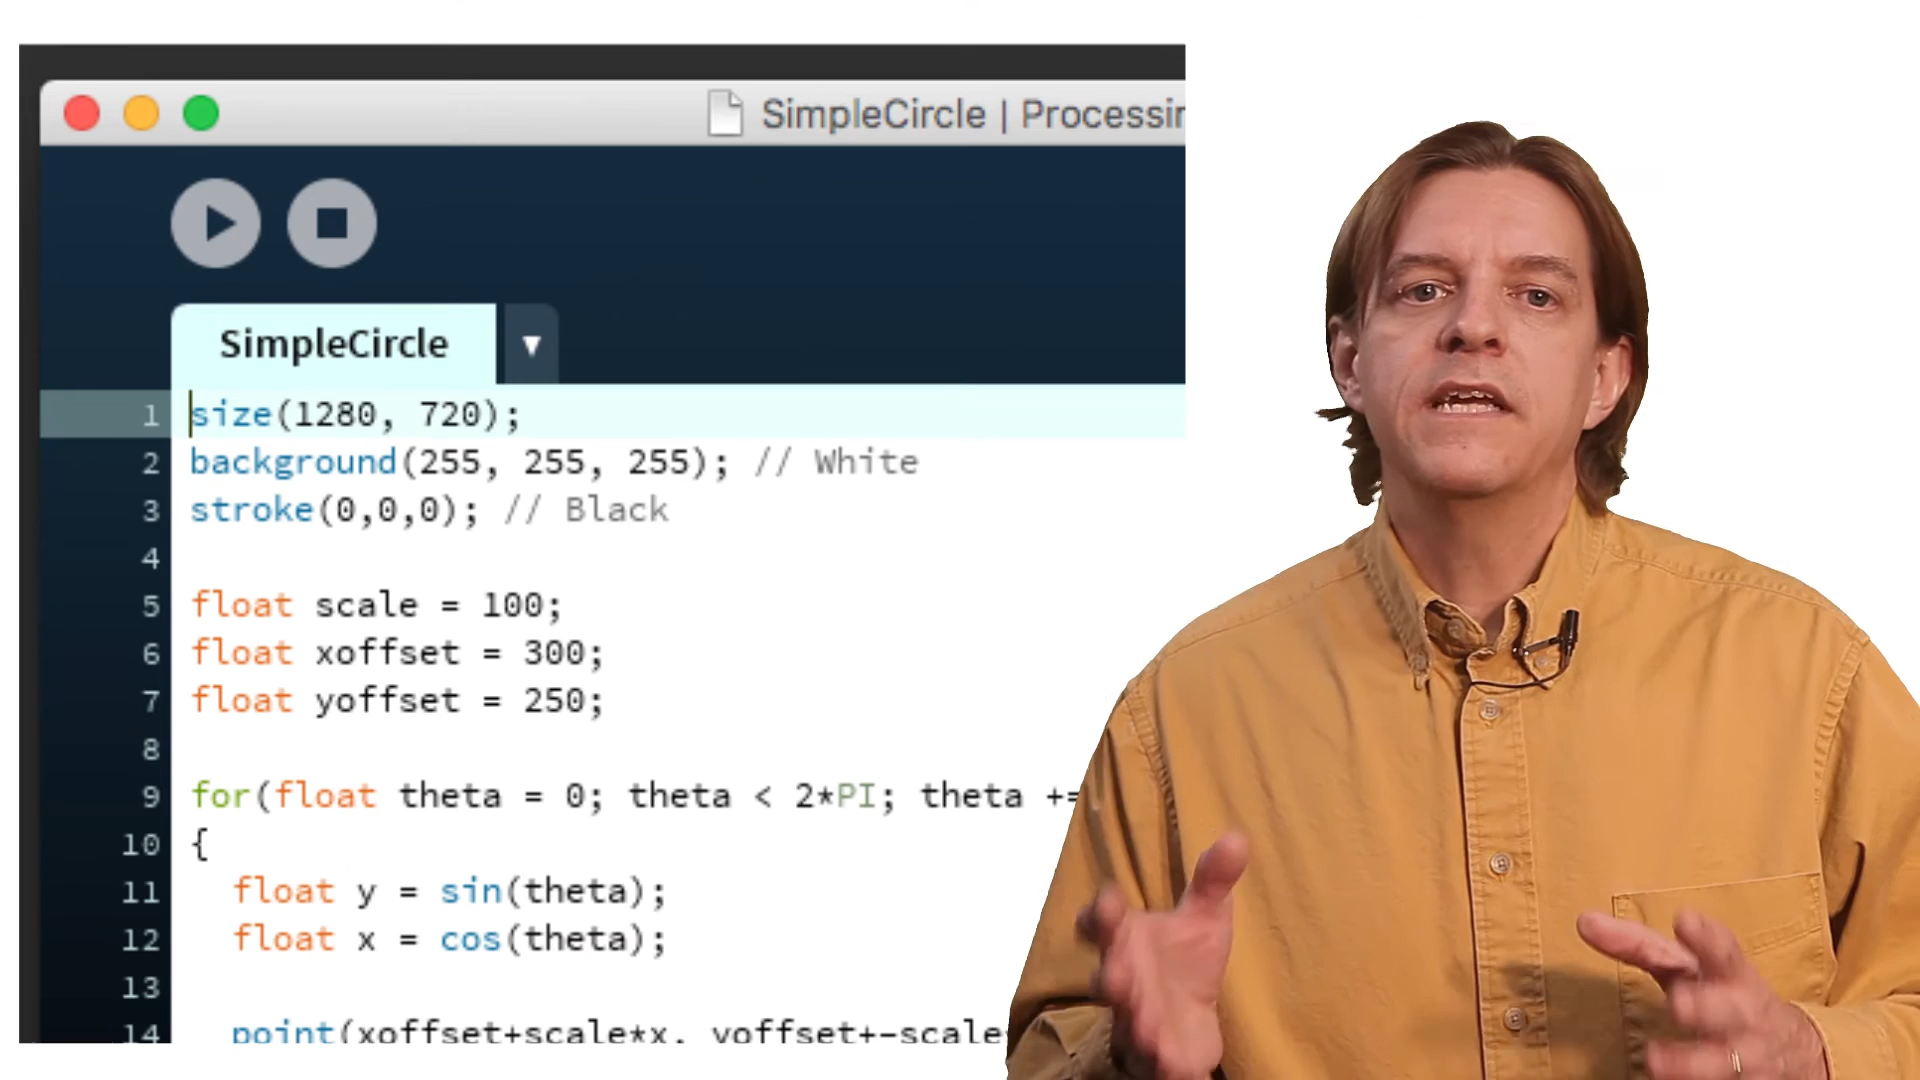 SimpleCircle | Processin
SimpleCircle
1 size(1280, 720);
2 background(255, 255, 255); // White
3 stroke(0,0,0); // Black
4
5 float scale = 100;
6 float xoffset = 300;
7 float yoffset = 250;
8
9 for(float theta = 0; theta < 2*PI; theta +=
10 {
11 float y = sin(theta);
12 float x = cos(theta);
13
14 point(xoffset+scale*x, yoffset+-scale